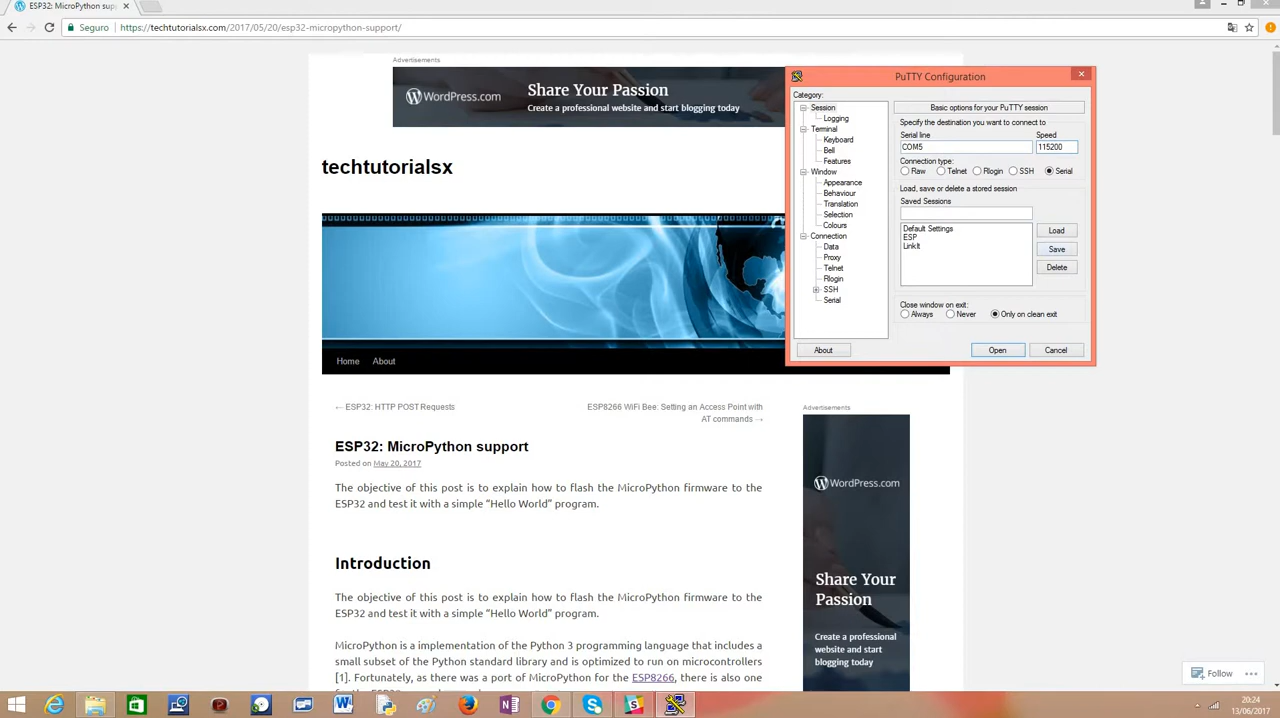 ESP32: MicroPython supp
Seguro
https://techtutorialsx.com/2017/05/20/esp32-micropython-support/
Advertisements
WordPress.com
Share Your Passion
Create a professional website and start blogging today
techtutorialsx
Home
About
← ESP32: HTTP POST Requests
ESP8266 WiFi Bee: Setting an Access Point with
AT commands →
ESP32: MicroPython support
Posted on May 20, 2017
The objective of this post is to explain how to flash the MicroPython firmware to the
ESP32 and test it with a simple “Hello World” program.
Introduction
The objective of this post is to explain how to flash the MicroPython firmware to the
ESP32 and test it with a simple “Hello World” program.
MicroPython is a implementation of the Python 3 programming language that includes a
small subset of the Python standard library and is optimized to run on microcontrollers
[1]. Fortunately, as there was a port of MicroPython for the ESP8266, there is also one
Advertisements
WordPress.com
Share Your
Passion
Create a professional
website and start
blogging today
Follow
PuTTY Configuration
Category:
Session
Logging
Terminal
Keyboard
Bell
Features
Window
Appearance
Behaviour
Translation
Selection
Colours
Connection
Data
Proxy
Telnet
Rlogin
SSH
Serial
Basic options for your PuTTY session
Specify the destination you want to connect to
Serial line
Speed
COM5
115200
Connection type:
Raw
Telnet
Rlogin
SSH
Serial
Load, save or delete a stored session
Saved Sessions
Default Settings
ESP
LinkIt
Load
Save
Delete
Close window on exit:
Always
Never
Only on clean exit
About
Open
Cancel
20:24
13/06/2017